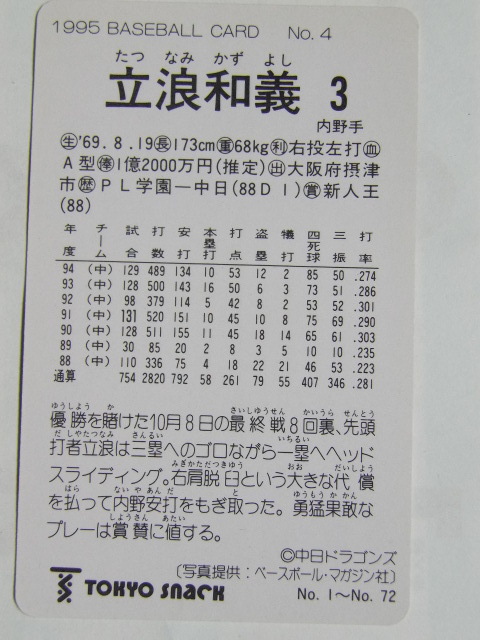 1995 BASEBALL CARD No. 4
たつ なみ かず よし
立浪和義 3
内野手
生'69.8.19長173cm重68kg利右投左打血
A型俸1億2000万円(推定)出大阪府摂津
市歴PL学園―中日(88D1)賞新人王
(88)
年度 チーム 試合 打数 安打 本塁打 打点 盗塁 犠打 四死球 三振 打率
94 (中) 129 489 134 10 53 12 2 85 50 .274
93 (中) 128 500 143 16 50 6 3 73 51 .286
92 (中) 98 379 114 5 42 8 2 53 52 .301
91 (中) 131 520 151 10 45 10 8 75 69 .290
90 (中) 128 511 155 11 45 18 14 65 61 .303
89 (中) 30 85 20 2 8 3 5 10 10 .235
88 (中) 110 336 75 4 18 22 21 46 53 .223
通算 754 2820 792 58 261 79 55 407 346 .281
ゆうしよう か さいしゆうせん かいうら せんとう
優勝を賭けた10月8日の最終戦8回裏、先頭
だ しやたつなみ さんるい いちるい
打者立浪は三塁へのゴロながら一塁へヘッド
みぎかただつきゆう おお だいしよう
スライディング。右肩脱臼という大きな代償
はら ない や あん だ と ゆうもう か かん
を払って内野安打をもぎ取った。勇猛果敢な
しようさん あたい
プレーは賞賛に値する。
©中日ドラゴンズ
〔写真提供：ベースボール・マガジン社〕
TOKYO SNACK No. 1～No. 72